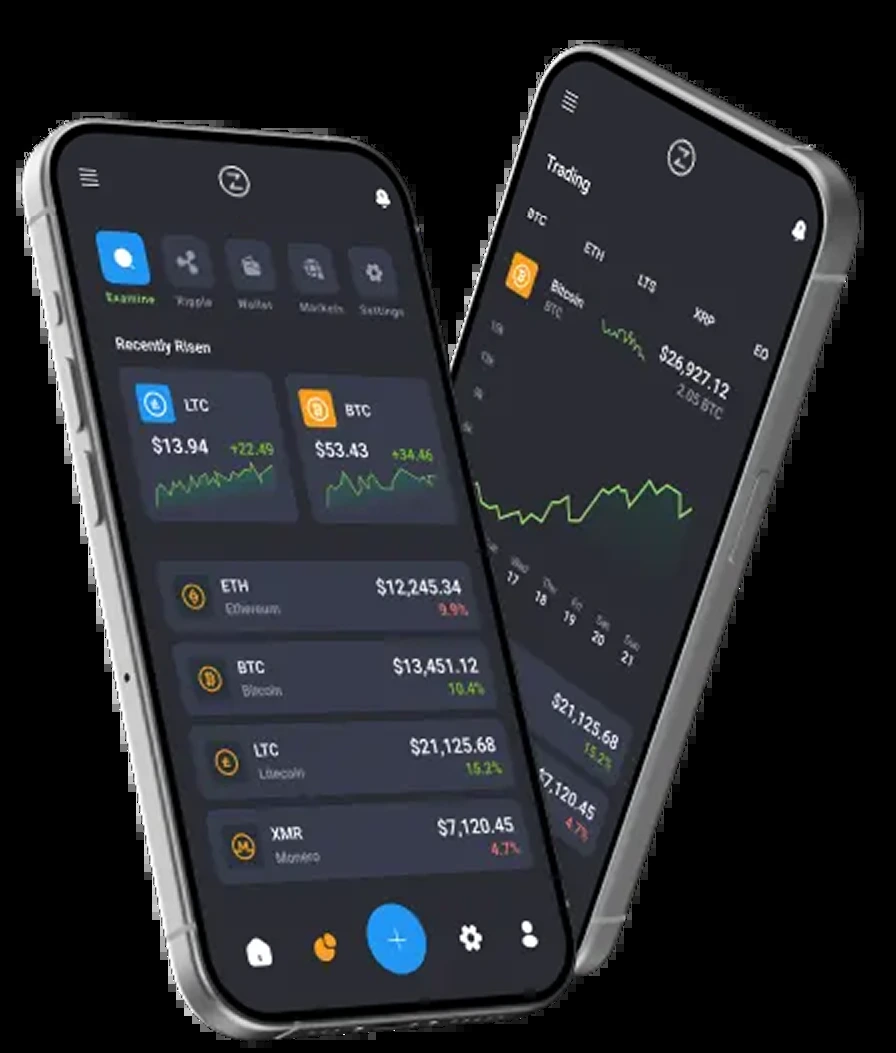 Z
Examine
Ripple
Wallet
Markets
Settings
Recently Risen
LTC
$13.94
+22.49
BTC
$53.43
+34.46
ETH
$12,245.34
Ethereum
9.9%
BTC
$13,451.12
Bitcoin
10.4%
LTC
$21,125.68
Litecoin
15.2%
XMR
$7,120.45
Monero
4.7%
Z
Trading
BTC
ETH
LTS
XRP
EO
Bitcoin
BTC
$26,927.12
2.05 BTC
Wed
Thu
Fri
Sat
Sun
17
18
19
20
21
$21,125.68
15.2%
$7,120.45
4.7%